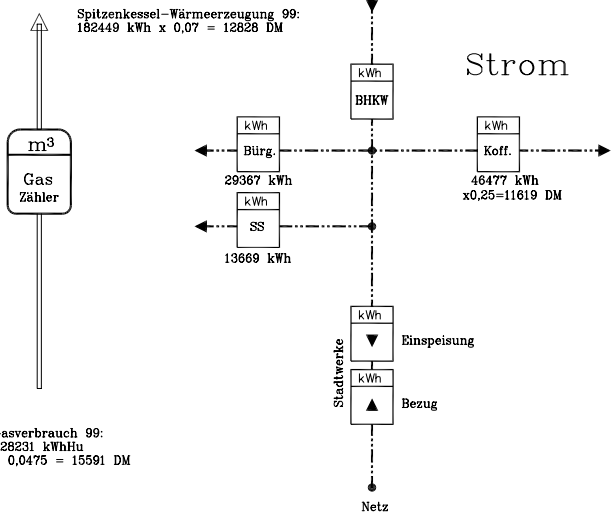 Spitzenkessel-Wärmeerzeugung 99:
182449 kWh x 0,07 = 12828 DM
Strom
kWh
BHKW
m³
Gas
Zähler
kWh
Bürg.
29367 kWh
kWh
Koff.
46477 kWh
x0,25=11619 DM
kWh
SS
13669 kWh
Stadtwerke
kWh
Einspeisung
kWh
Bezug
asverbrauch 99:
28231 kWhHu
0,0475 = 15591 DM
Netz